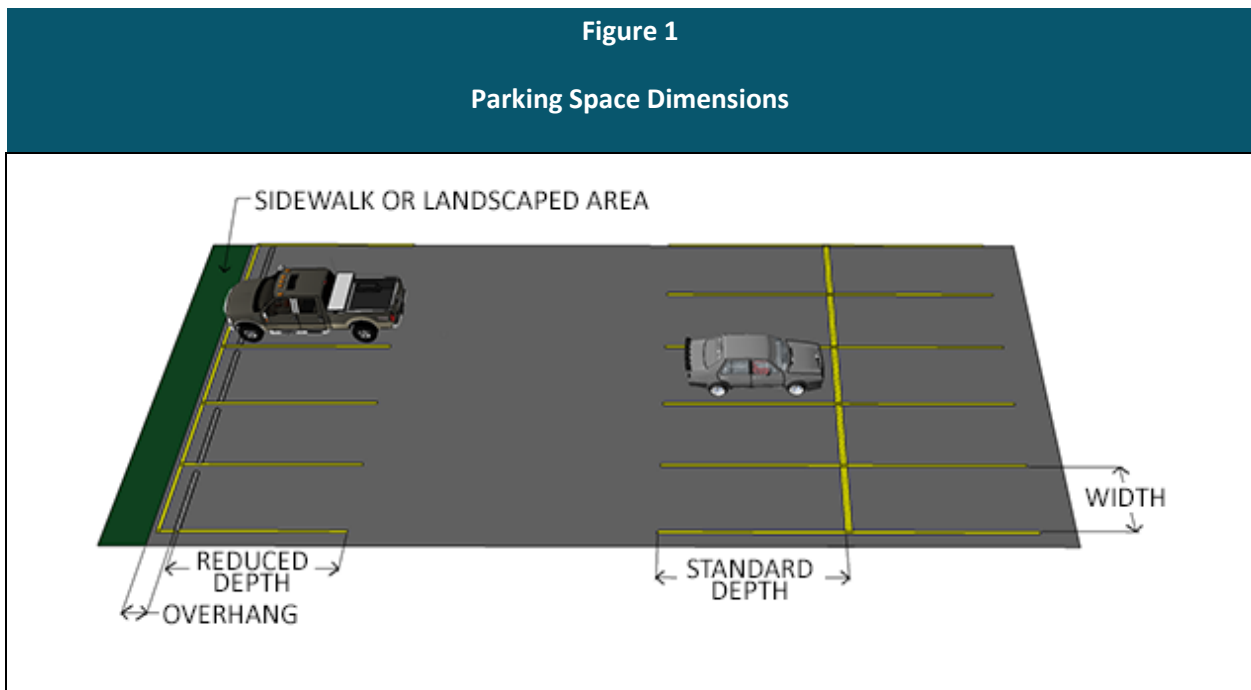 Figure 1
Parking Space Dimensions
SIDEWALK OR LANDSCAPED AREA
WIDTH
REDUCED
DEPTH
STANDARD
DEPTH
OVERHANG